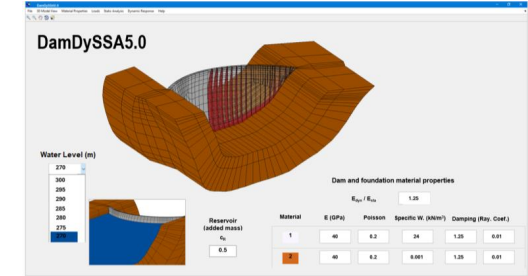 DamDySSA5.0
File 3D Model View Material Properties Loads Static Analysis Dynamic Response Help
DamDySSA5.0
Water Level (m)
270
300
295
290
285
280
275
270
Reservoir
(added mass)
0.5
Dam and foundation material properties
Edyn / Esta 1.25
Material E (GPa) Poisson Specific W. (kN/m³) Damping (Ray. Coef.)
1 40 0.2 24 1.25 0.01
2 40 0.2 0.001 1.25 0.01